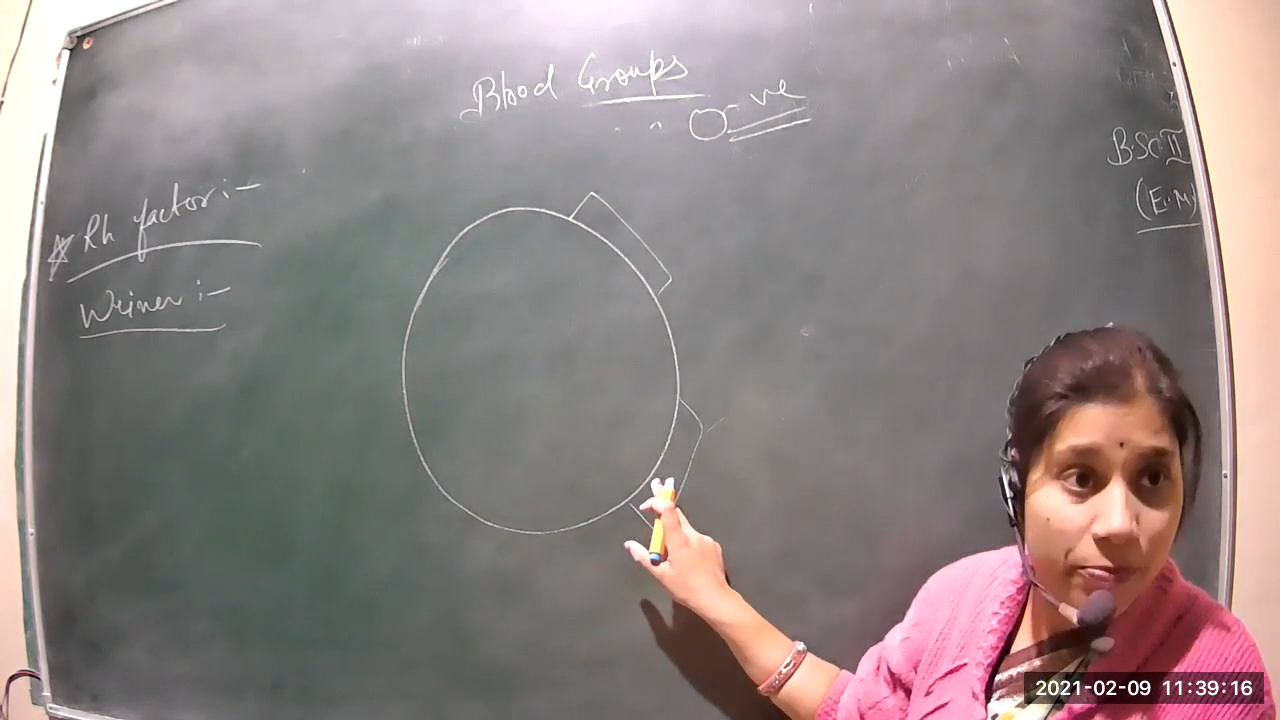 Blood Groups
O-ve
* Rh factor:-
Weiner:-
B.Sc II
(E.M)
2021-02-09 11:39:16